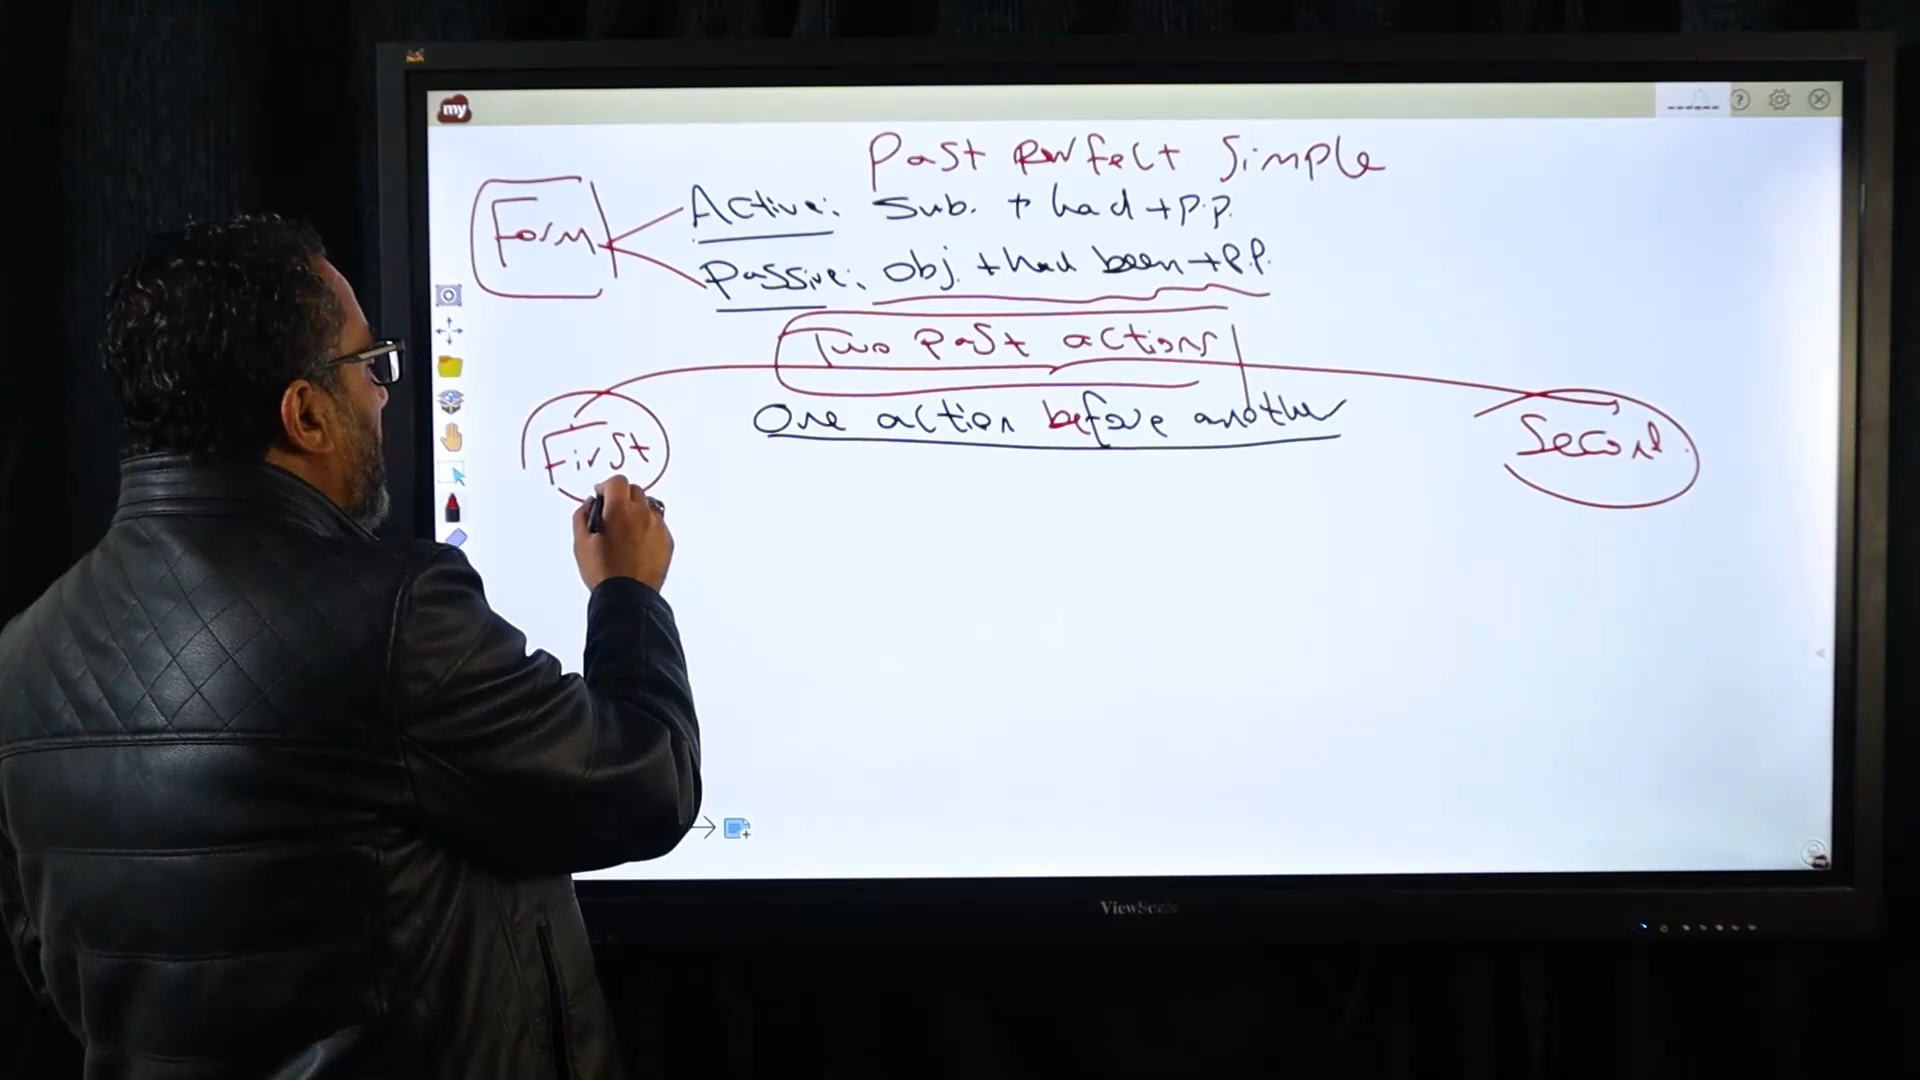 my
Past perfect Simple
Form
Active: Sub. + had + p.p.
Passive: Obj. + had been + P.P.
Two Past actions
One action before another
First
Second
ViewSonic